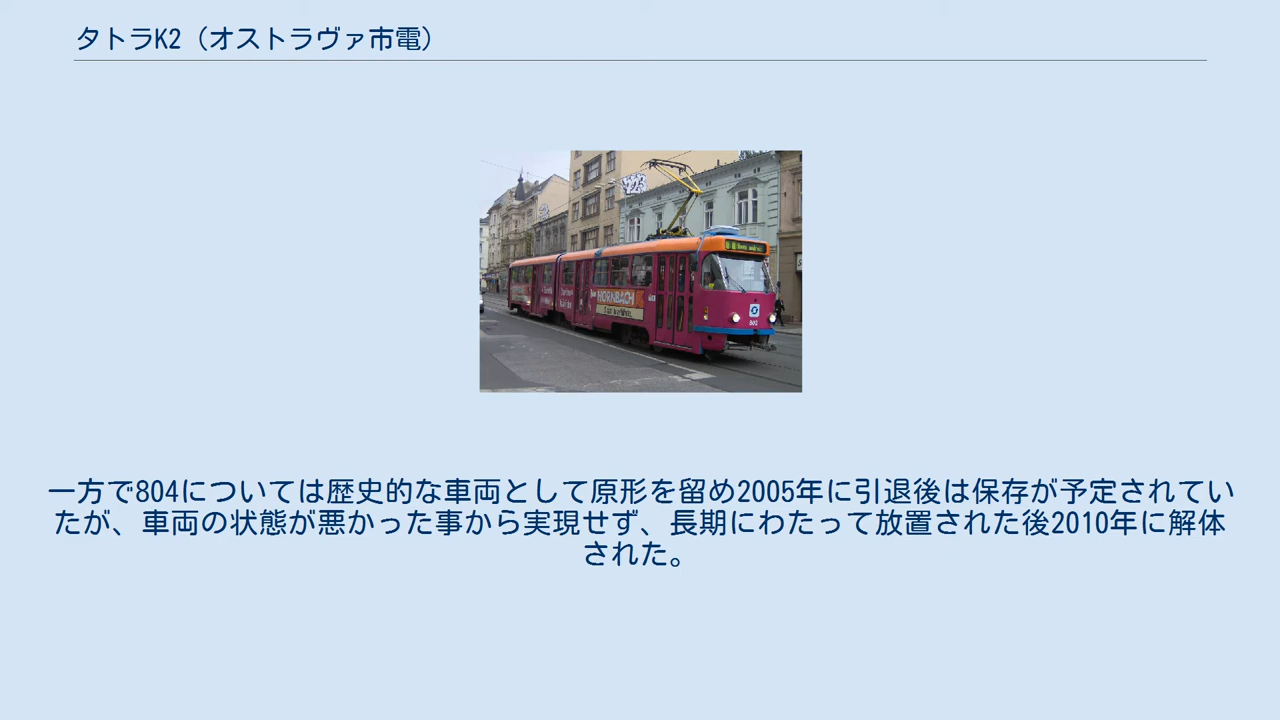 タトラK2（オストラヴァ市電）
HORNBACH
802
一方で804については歴史的な車両として原形を留め2005年に引退後は保存が予定されてい
たが、車両の状態が悪かった事から実現せず、長期にわたって放置された後2010年に解体
された。